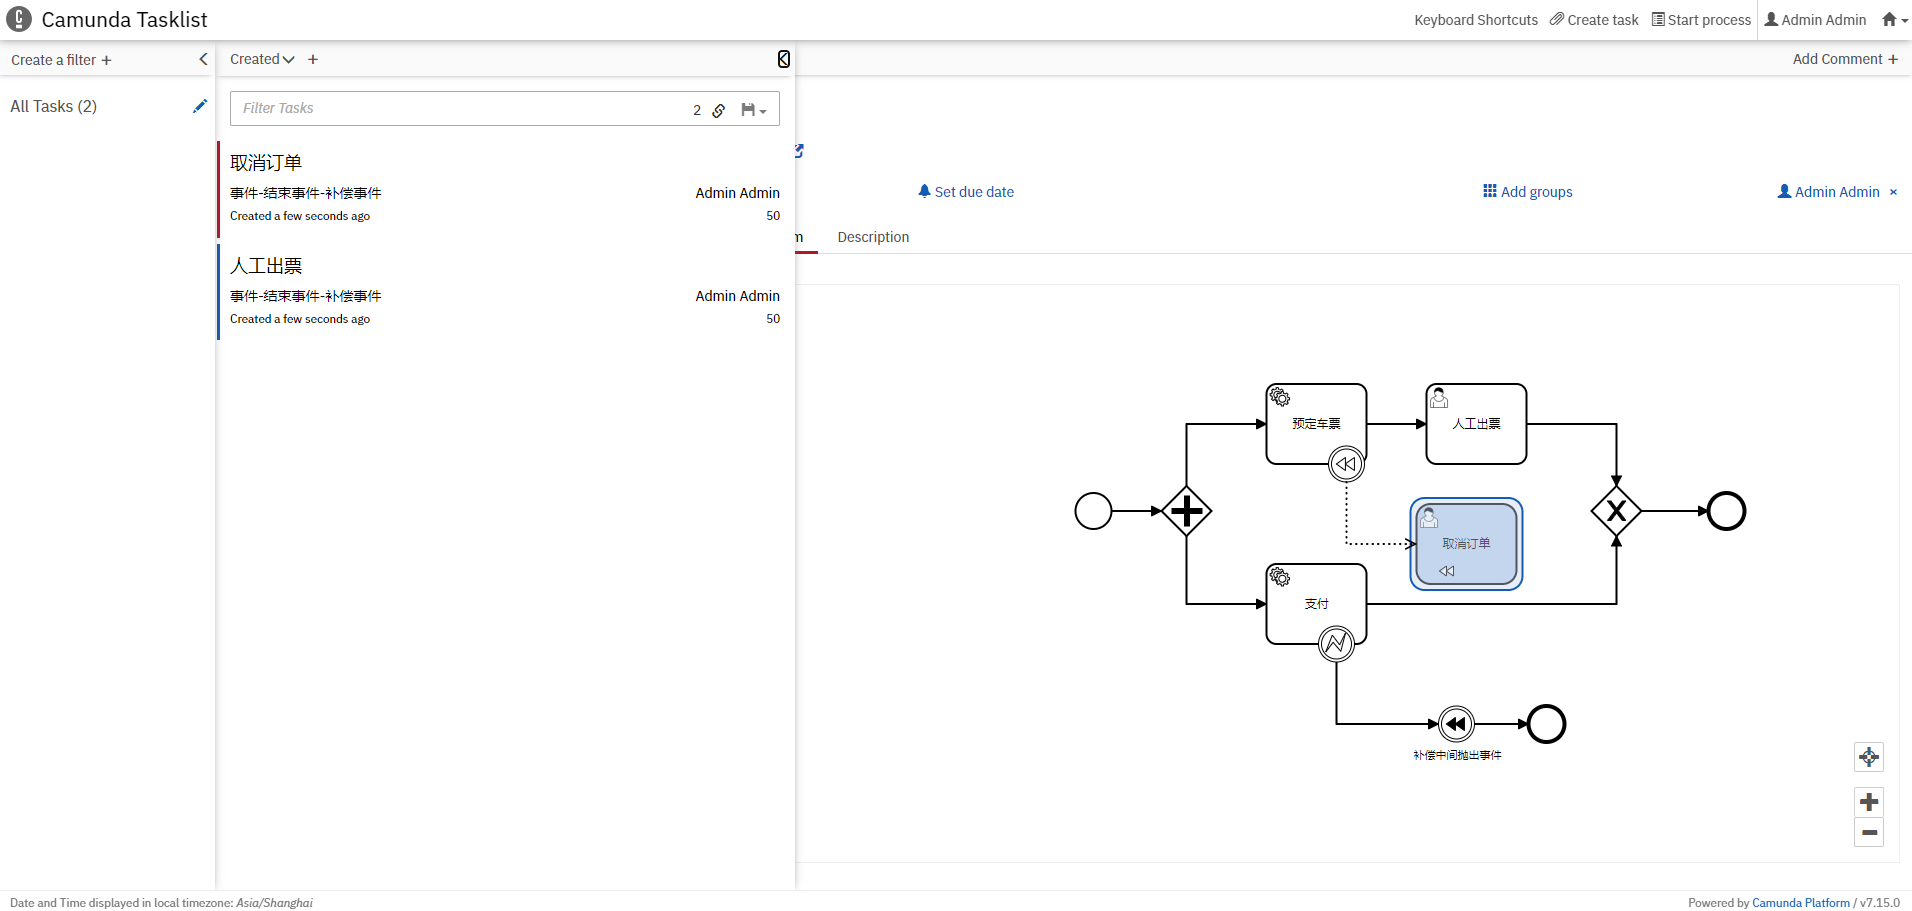 Camunda Tasklist
Keyboard Shortcuts
Create task
Start process
Admin Admin
Create a filter +
Created
+
Add Comment +
All Tasks (2)
Filter Tasks
2
取消订单
事件-结束事件-补偿事件
Admin Admin
Created a few seconds ago
50
人工出票
事件-结束事件-补偿事件
Admin Admin
Created a few seconds ago
50
Set due date
Add groups
Admin Admin ×
m
Description
预定车票
人工出票
取消订单
支付
补偿中间抛出事件
Date and Time displayed in local timezone: Asia/Shanghai
Powered by Camunda Platform / v7.15.0